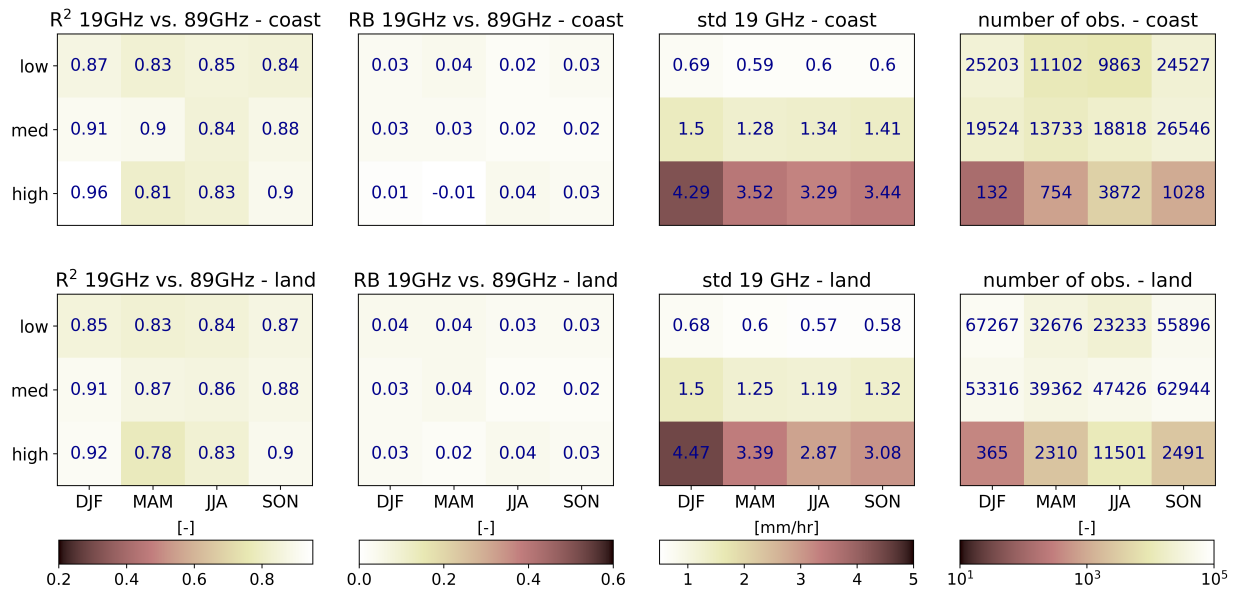 R² 19GHz vs. 89GHz - coast RB 19GHz vs. 89GHz - coast std 19 GHz - coast number of obs. - coast
low 0.87 0.83 0.85 0.84 0.03 0.04 0.02 0.03 0.69 0.59 0.6 0.6 25203 11102 9863 24527
med 0.91 0.9 0.84 0.88 0.03 0.03 0.02 0.02 1.5 1.28 1.34 1.41 19524 13733 18818 26546
high 0.96 0.81 0.83 0.9 0.01 -0.01 0.04 0.03 4.29 3.52 3.29 3.44 132 754 3872 1028
R² 19GHz vs. 89GHz - land RB 19GHz vs. 89GHz - land std 19 GHz - land number of obs. - land
low 0.85 0.83 0.84 0.87 0.04 0.04 0.03 0.03 0.68 0.6 0.57 0.58 67267 32676 23233 55896
med 0.91 0.87 0.86 0.88 0.03 0.04 0.02 0.02 1.5 1.25 1.19 1.32 53316 39362 47426 62944
high 0.92 0.78 0.83 0.9 0.03 0.02 0.04 0.03 4.47 3.39 2.87 3.08 365 2310 11501 2491
DJF MAM JJA SON DJF MAM JJA SON DJF MAM JJA SON DJF MAM JJA SON
[-] [-] [mm/hr] [-]
0.2 0.4 0.6 0.8 0.0 0.2 0.4 0.6 1 2 3 4 5 10¹ 10³ 10⁵